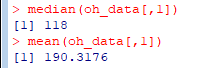 > median(oh_data[,1])
[1] 118
> mean(oh_data[,1])
[1] 190.3176